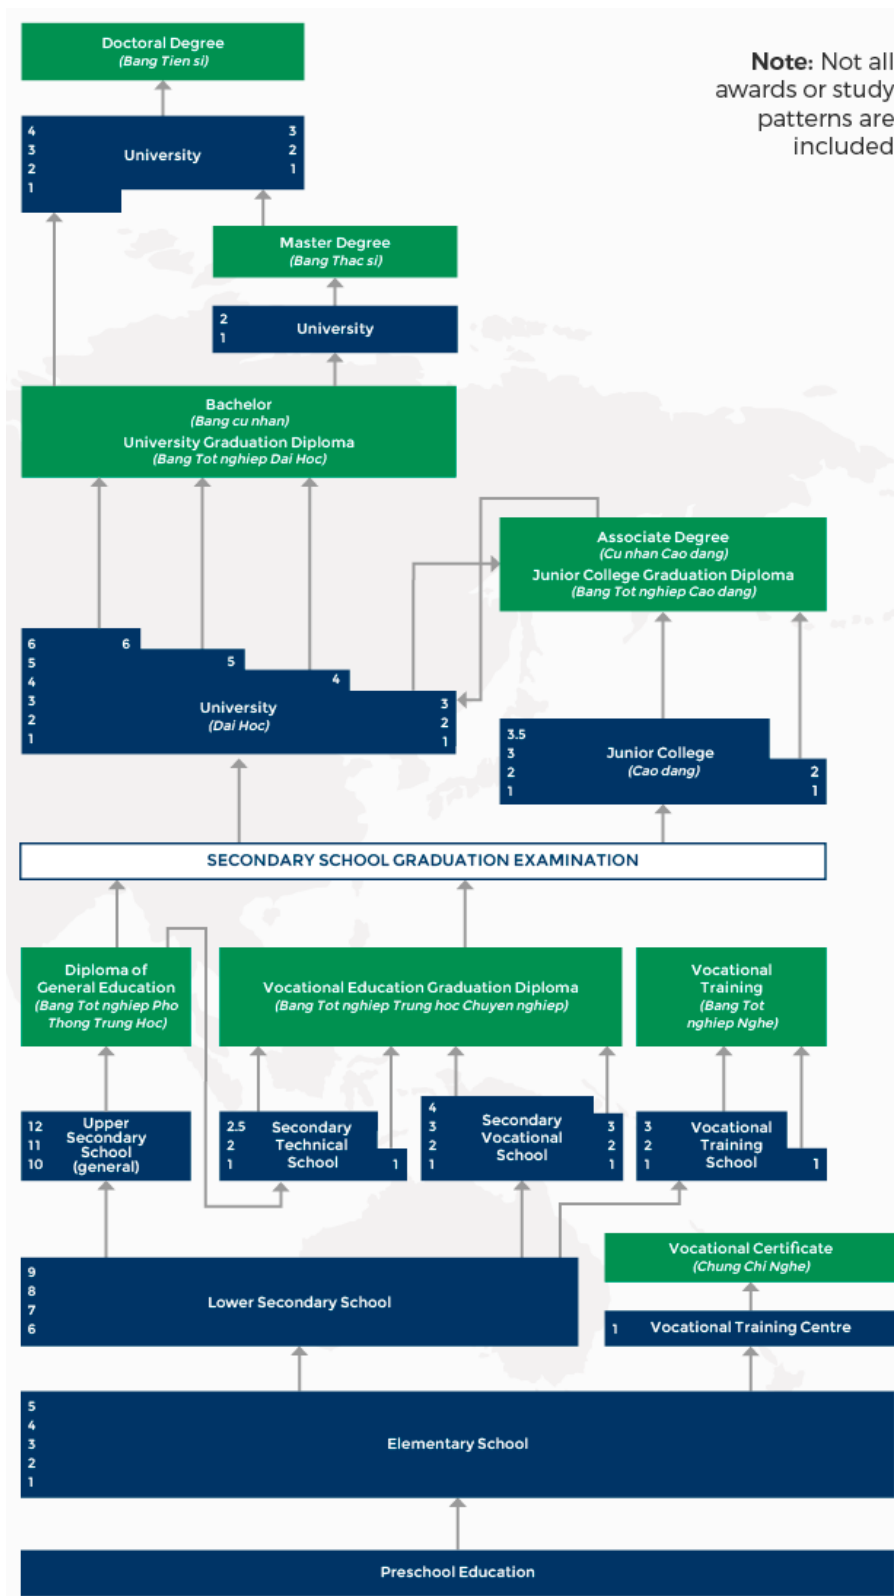 Doctoral Degree
(Bang Tien si)
Note: Not all
awards or study
patterns are
included
4
3
2
1
University
3
2
1
Master Degree
(Bang Thac si)
2
1
University
Bachelor
(Bang cu nhan)
University Graduation Diploma
(Bang Tot nghiep Dai Hoc)
Associate Degree
(Cu nhan Cao dang)
Junior College Graduation Diploma
(Bang Tot nghiep Cao dang)
6
5
4
3
2
1
6
5
4
University
(Dai Hoc)
3
2
1
3.5
3
2
1
Junior College
(Cao dang)
2
1
SECONDARY SCHOOL GRADUATION EXAMINATION
Diploma of
General Education
(Bang Tot nghiep Pho
Thong Trung Hoc)
Vocational Education Graduation Diploma
(Bang Tot nghiep Trung hoc Chuyen nghiep)
Vocational
Training
(Bang Tot
nghiep Nghe)
12
11
10
Upper
Secondary
School
(general)
2.5
2
1
Secondary
Technical
School
1
4
3
2
1
Secondary
Vocational
School
3
2
1
3
2
1
Vocational
Training
School
1
Vocational Certificate
(Chung Chi Nghe)
9
8
7
6
Lower Secondary School
1
Vocational Training Centre
5
4
3
2
1
Elementary School
Preschool Education